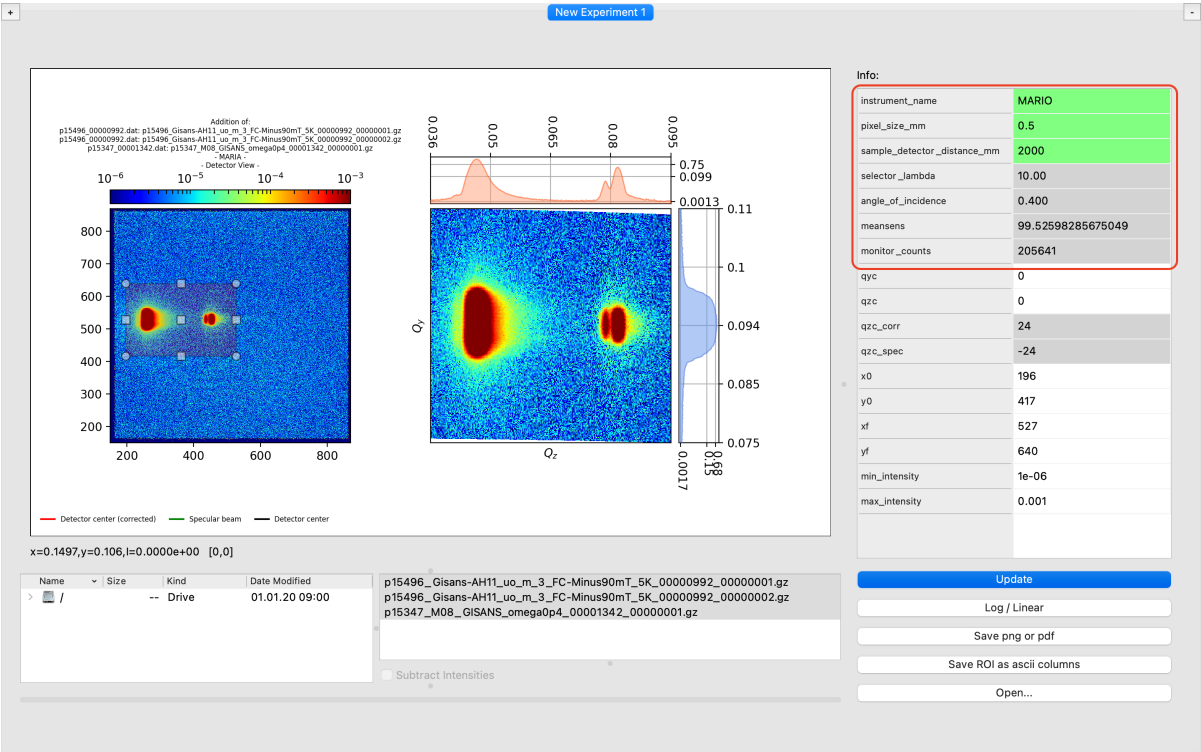 +
New Experiment 1
-
Addition of:
p15496_00000992.dat: p15496_Gisans-AH11_uo_m_3_FC-Minus90mT_5K_00000992_00000001.gz
p15496_00000992.dat: p15496_Gisans-AH11_uo_m_3_FC-Minus90mT_5K_00000992_00000002.gz
p15347_00001342.dat: p15347_M08_GISANS_omega0p4_00001342_00000001.gz
- MARIA -
- Detector View -
10−6 10−5 10−4 10−3
800
700
600
500
400
300
200
200 400 600 800
0.036 0.05 0.065 0.08 0.095
0.75
0.099
0.0013
0.11
0.1
0.094
0.085
0.075
Qy
Qz
0.0017 0.15 0.68
Detector center (corrected) Specular beam Detector center
x=0.1497,y=0.106,I=0.0000e+00 [0,0]
Name Size Kind Date Modified
/ -- Drive 01.01.20 09:00
p15496_Gisans-AH11_uo_m_3_FC-Minus90mT_5K_00000992_00000001.gz
p15496_Gisans-AH11_uo_m_3_FC-Minus90mT_5K_00000992_00000002.gz
p15347_M08_GISANS_omega0p4_00001342_00000001.gz
Subtract Intensities
Info:
instrument_name MARIO
pixel_size_mm 0.5
sample_detector_distance_mm 2000
selector_lambda 10.00
angle_of_incidence 0.400
meansens 99.52598285675049
monitor_counts 205641
qyc 0
qzc 0
qzc_corr 24
qzc_spec -24
x0 196
y0 417
xf 527
yf 640
min_intensity 1e-06
max_intensity 0.001
Update
Log / Linear
Save png or pdf
Save ROI as ascii columns
Open...